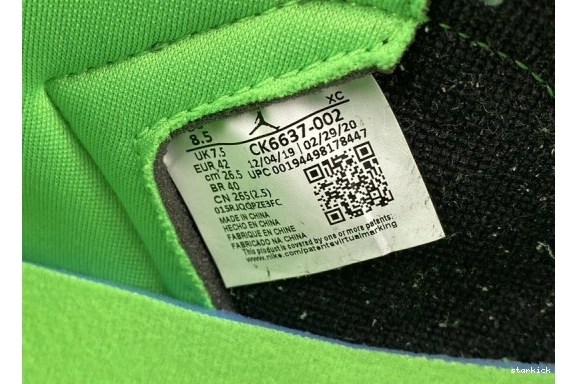 XC
8.5
CK6637-002
UK 7.5
12/04/19 | 02/29/20
EUR 42
UPC 00194498178447
cm 26.5
BR 40
CN 265(2.5)
MADE IN CHINA
HECHO EN CHINA
FABRIQUE EN CHINE
FABRICADO NA CHINA
This product is covered by one or more patents:
www.nike.com/patentsvirtualmarking
starkick